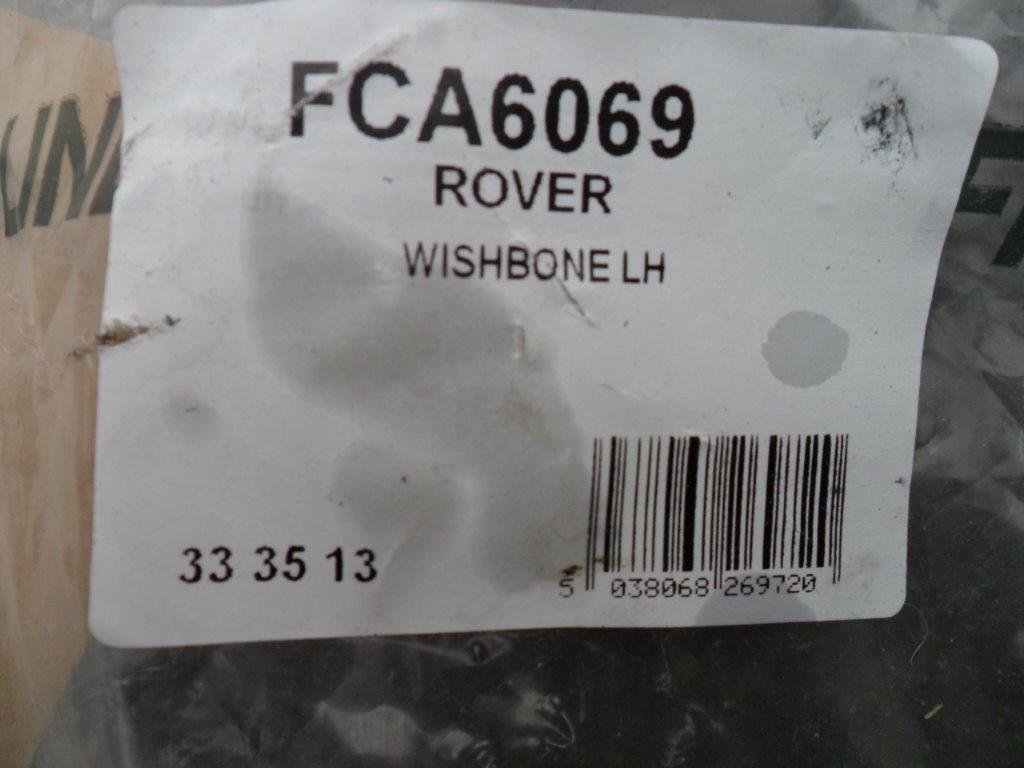 FCA6069
ROVER
WISHBONE LH
33 35 13
5 038068 269720